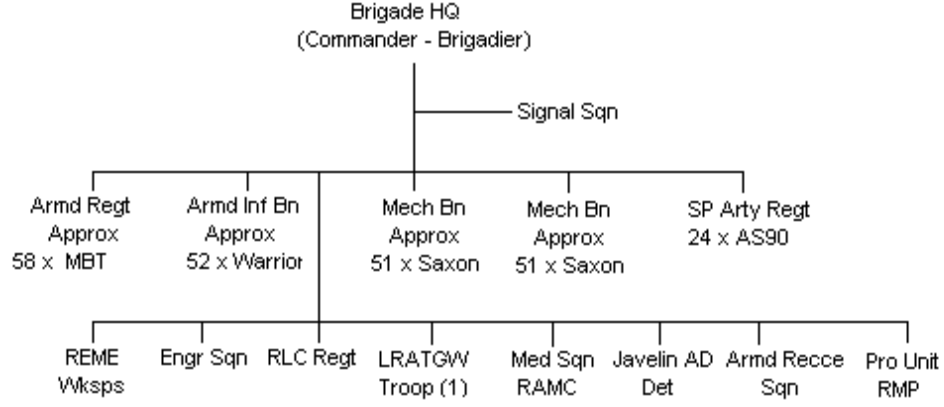 Brigade HQ
(Commander - Brigadier)
Signal Sqn
Armd Regt
Approx
58 x MBT
Armd Inf Bn
Approx
52 x Warrior
Mech Bn
Approx
51 x Saxon
Mech Bn
Approx
51 x Saxon
SP Arty Regt
24 x AS90
REME
Wksps
Engr Sqn
RLC Regt
LRATGW
Troop (1)
Med Sqn
RAMC
Javelin AD
Det
Armd Recce
Sqn
Pro Unit
RMP